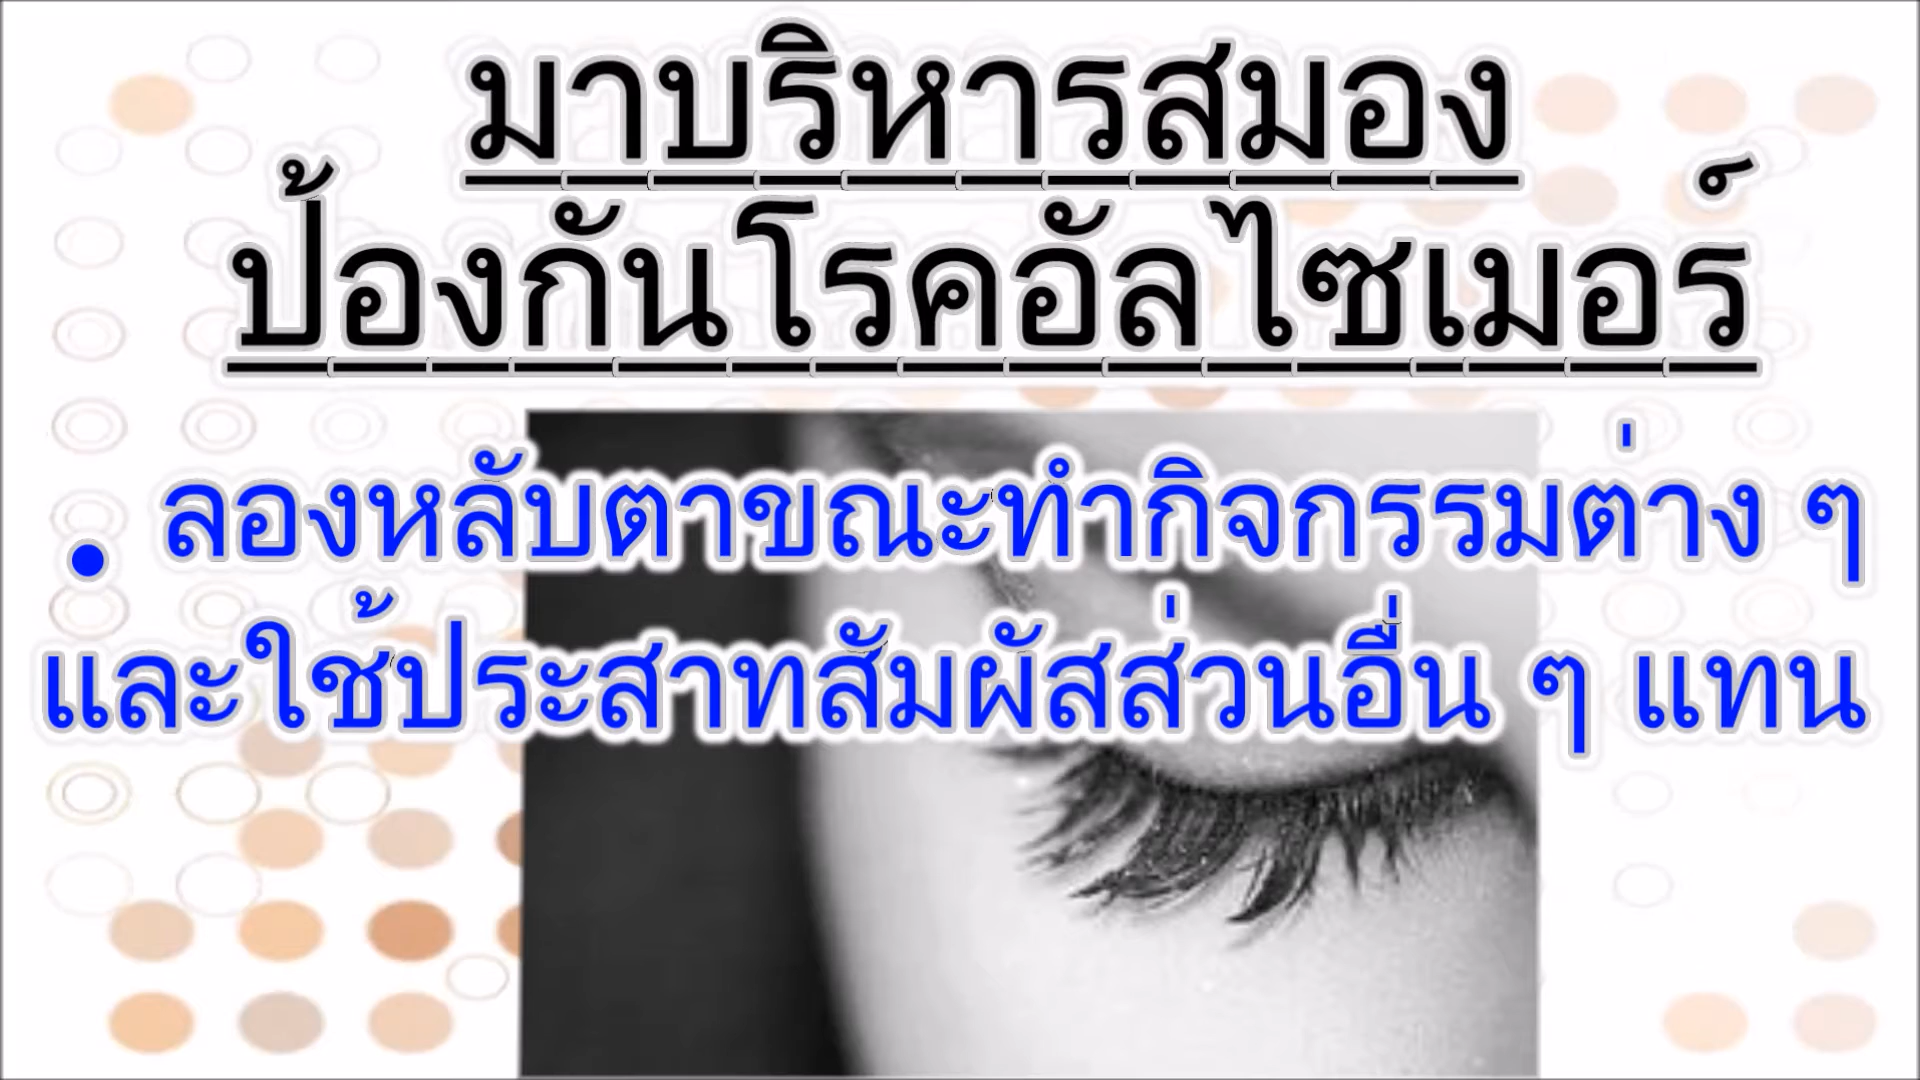 มาบริหารสมอง
ป้องกันโรคอัลไซเมอร์
• ลองหลับตาขณะทำกิจกรรมต่าง ๆ
และใช้ประสาทสัมผัสส่วนอื่น ๆ แทน